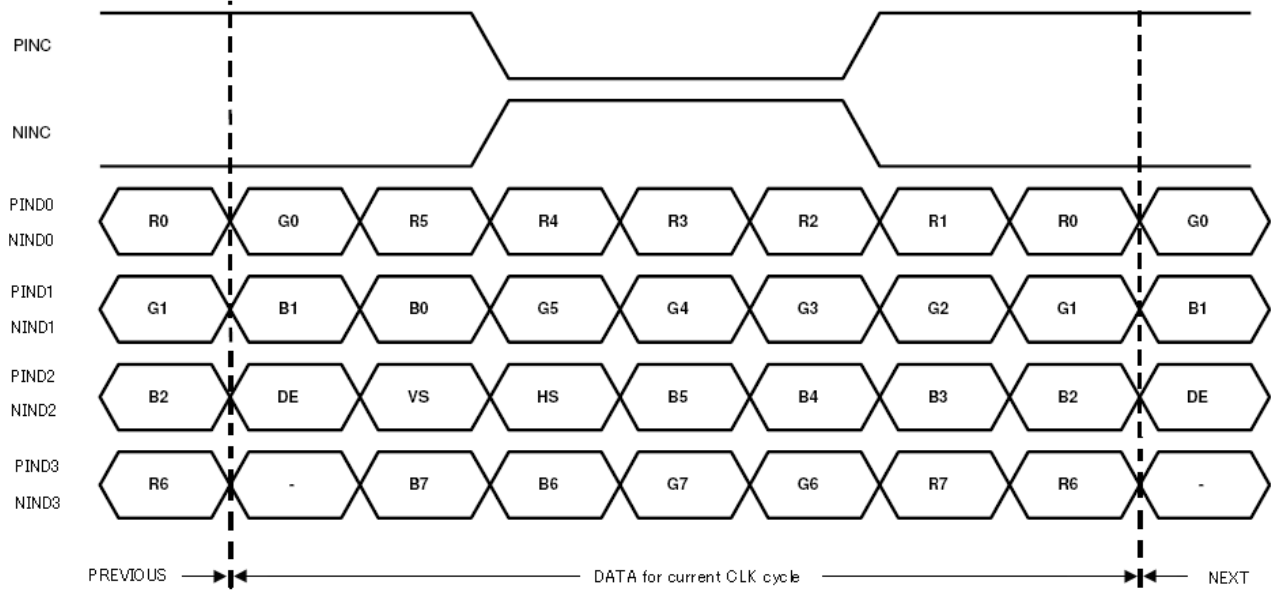 PINC
NINC
PIND0
NIND0
R0 G0 R5 R4 R3 R2 R1 R0 G0
PIND1
NIND1
G1 B1 B0 G5 G4 G3 G2 G1 B1
PIND2
NIND2
B2 DE VS HS B5 B4 B3 B2 DE
PIND3
NIND3
R6 - B7 B6 G7 G6 R7 R6 -
PREVIOUS DATA for current CLK cycle NEXT